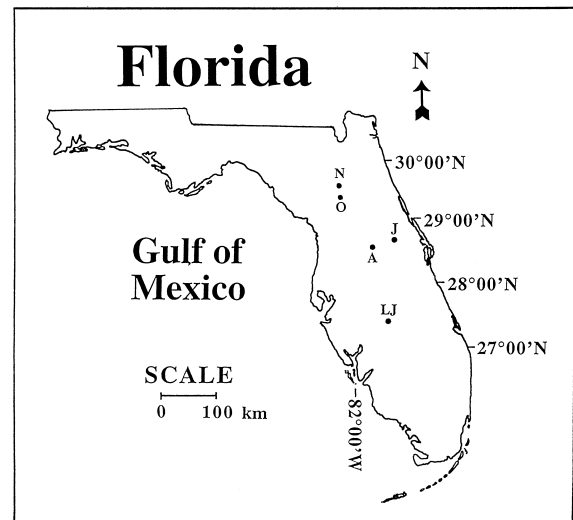 Florida
N
30°00'N
N
O
29°00'N
J
A
Gulf of
Mexico
28°00'N
LJ
27°00'N
SCALE
0 100 km
82°00'W